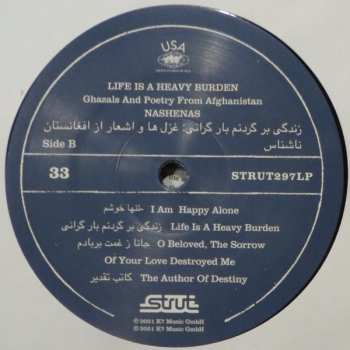 USA
LIFE IS A HEAVY BURDEN
Ghazals And Poetry From Afghanistan
NASHENAS
زندگی بر گردنم بار گرانی: غزل ها و اشعار از افغانستان
ناشناس
Side B
33
STRUT297LP
تنها خوشم I Am Happy Alone
زندگی بر گردنم بار گرانی Life Is A Heavy Burden
جانا ز غمت بربادم O Beloved, The Sorrow
Of Your Love Destroyed Me
کاتب تقدیر The Author Of Destiny
strut
℗ 2021 K7 Music GmbH
© 2021 K7 Music GmbH